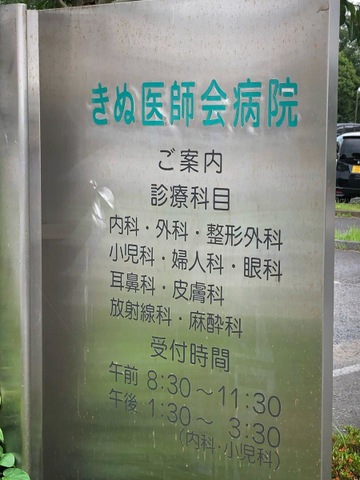 きぬ医師会病院
ご案内
診療科目
内科・外科・整形外科
小児科・婦人科・眼科
耳鼻科・皮膚科
放射線科・麻酔科
受付時間
午前 8:30～11:30
午後 1:30～ 3:30
(内科・小児科)